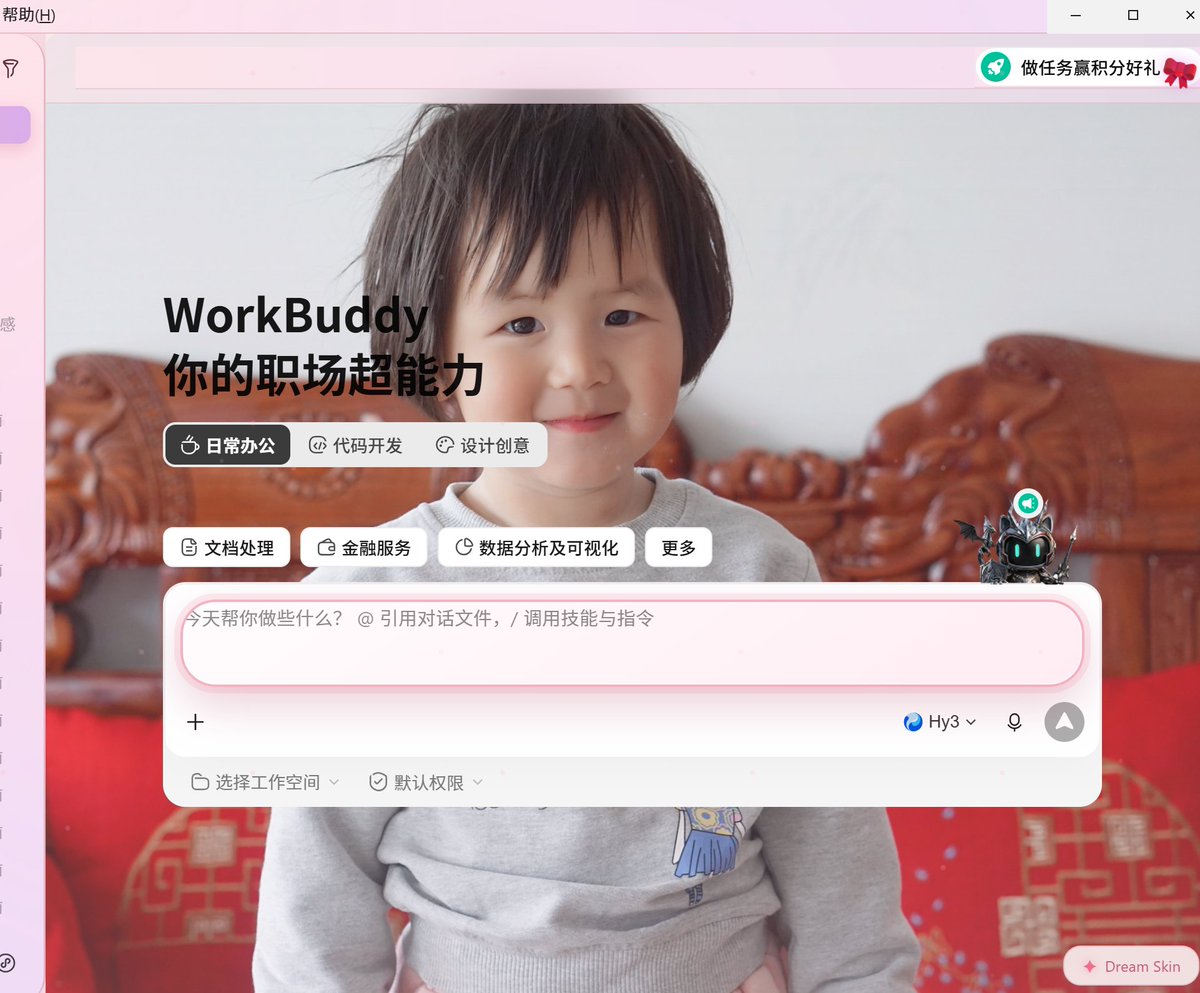 帮助(H)
做任务赢积分好礼
感
WorkBuddy
你的职场超能力
日常办公 代码开发 设计创意
文档处理 金融服务 数据分析及可视化 更多
今天帮你做些什么? @ 引用对话文件, / 调用技能与指令
Hy3
选择工作空间 默认权限
Dream Skin